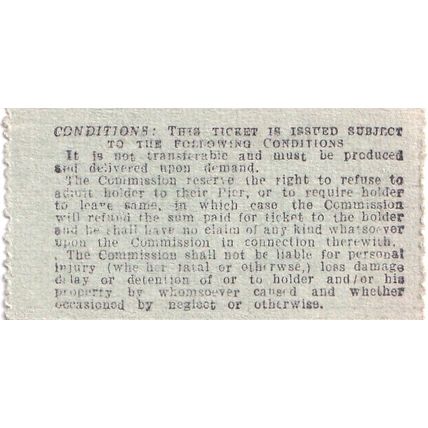 CONDITIONS: THIS TICKET IS ISSUED SUBJECT
TO THE FOLLOWING CONDITIONS
It is not transferable and must be produced
and delivered upon demand.
The Commission reserve the right to refuse to
admit holder to their Pier, or to require holder
to leave same, in which case the Commission
will refund the sum paid for ticket to the holder
and he shall have no claim of any kind whatsoever
upon the Commission in connection therewith.
. The Commission shall not be liable for personal
injury (whe her fatal or otherwse,) loss damage
delay or detention of or to holder and/or his
property by whomsoever caused and whether
occasioned by neglect or otherwise.